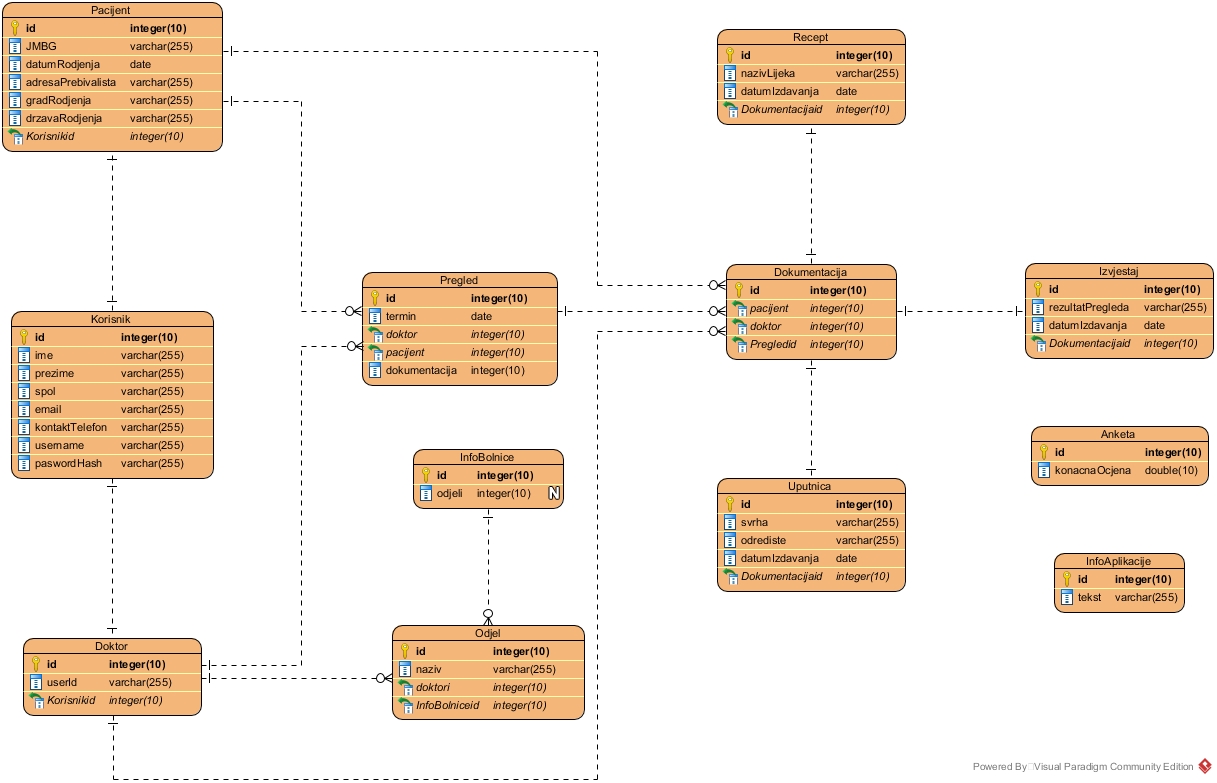 Pacijent
id integer(10)
JMBG varchar(255)
datumRodjenja date
adresaPrebivalista varchar(255)
gradRodjenja varchar(255)
drzavaRodjenja varchar(255)
Korisnikid integer(10)
Recept
id integer(10)
nazivLijeka varchar(255)
datumIzdavanja date
Dokumentacijaid integer(10)
Pregled
id integer(10)
termin date
doktor integer(10)
pacijent integer(10)
dokumentacija integer(10)
Dokumentacija
id integer(10)
pacijent integer(10)
doktor integer(10)
Pregledid integer(10)
Izvjestaj
id integer(10)
rezultatPregleda varchar(255)
datumIzdavanja date
Dokumentacijaid integer(10)
Korisnik
id integer(10)
ime varchar(255)
prezime varchar(255)
spol varchar(255)
email varchar(255)
kontaktTelefon varchar(255)
username varchar(255)
paswordHash varchar(255)
InfoBolnice
id integer(10)
odjeli integer(10) N
Anketa
id integer(10)
konacnaOcjena double(10)
Uputnica
id integer(10)
svrha varchar(255)
odrediste varchar(255)
datumIzdavanja date
Dokumentacijaid integer(10)
InfoAplikacije
id integer(10)
tekst varchar(255)
Doktor
id integer(10)
userId varchar(255)
Korisnikid integer(10)
Odjel
id integer(10)
naziv varchar(255)
doktori integer(10)
InfoBolniceid integer(10)
Powered By Visual Paradigm Community Edition